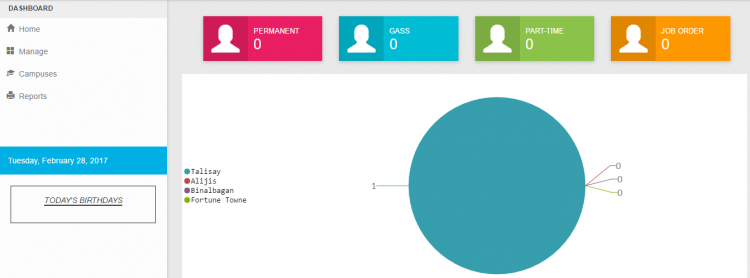 DASHBOARD
Home
Manage
Campuses
Reports
Tuesday, February 28, 2017
TODAY'S BIRTHDAYS
PERMANENT
0
GASS
0
PART-TIME
0
JOB ORDER
0
Talisay
Alijis
Binalbagan
Fortune Towne
1
0
0
0